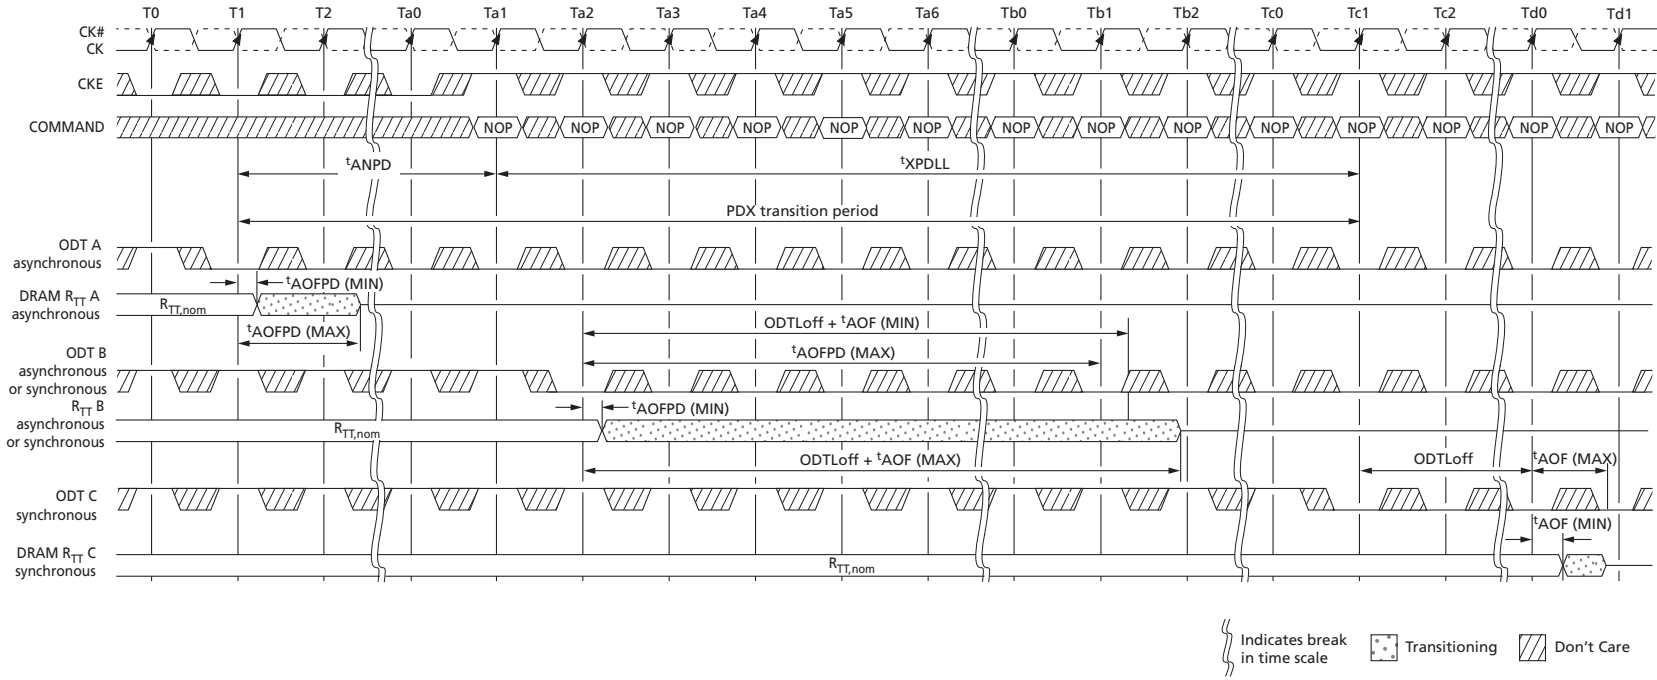 T0 T1 T2 Ta0 Ta1 Ta2 Ta3 Ta4 Ta5 Ta6 Tb0 Tb1 Tb2 Tc0 Tc1 Tc2 Td0 Td1
CK#
CK
CKE
COMMAND
NOP NOP NOP NOP NOP NOP NOP NOP NOP NOP NOP NOP NOP NOP
tANPD
tXPDLL
PDX transition period
ODT A
asynchronous
tAOFPD (MIN)
DRAM RTT A
asynchronous
RTT,nom
tAOFPD (MAX)
ODTLoff + tAOF (MIN)
tAOFPD (MAX)
ODT B
asynchronous
or synchronous
tAOFPD (MIN)
RTT B
asynchronous
or synchronous
RTT,nom
ODTLoff + tAOF (MAX)
ODTLoff
tAOF (MAX)
ODT C
synchronous
tAOF (MIN)
DRAM RTT C
synchronous
RTT,nom
Indicates break
in time scale
Transitioning
Don't Care